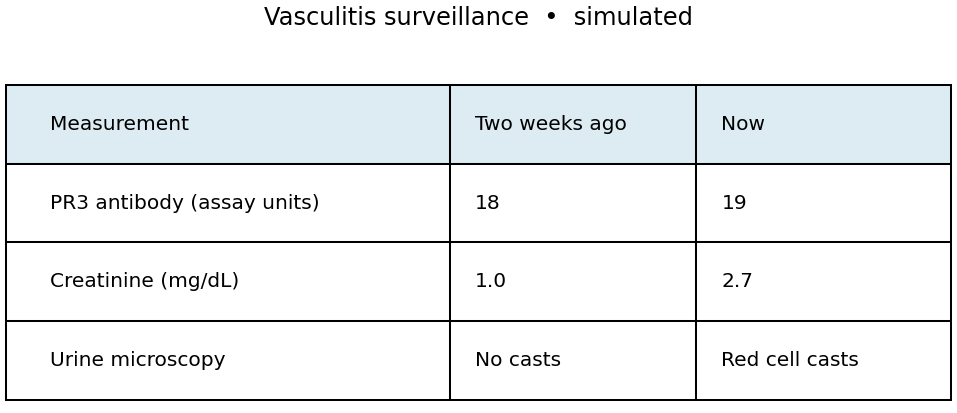 Vasculitis surveillance • simulated
Measurement Two weeks ago Now
PR3 antibody (assay units) 18 19
Creatinine (mg/dL) 1.0 2.7
Urine microscopy No casts Red cell casts